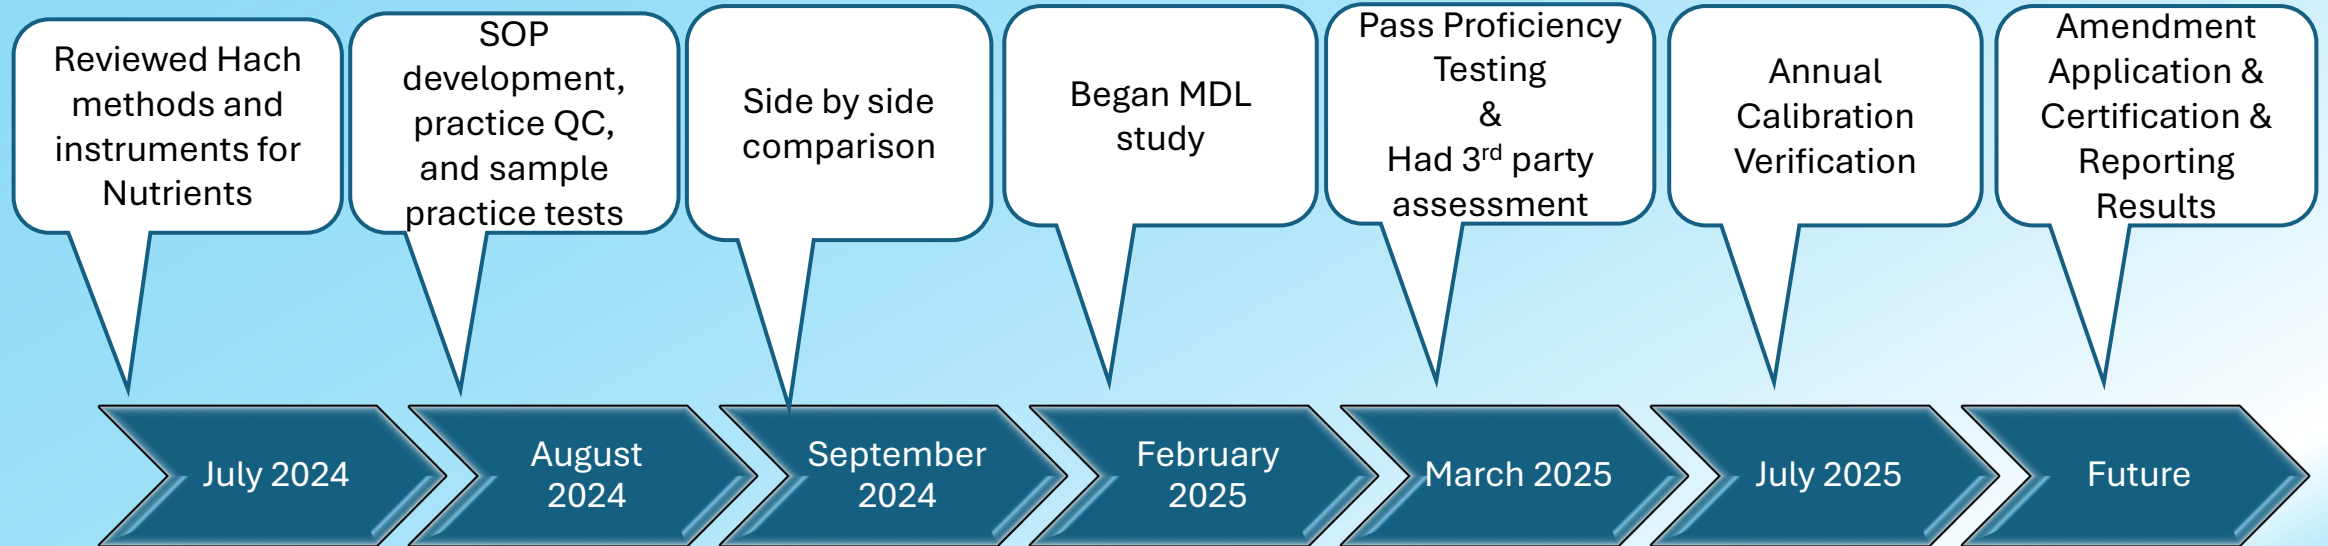 Reviewed Hach
methods and
instruments for
Nutrients
SOP
development,
practice QC,
and sample
practice tests
Side by side
comparison
Began MDL
study
Pass Proficiency
Testing
&
Had 3rd party
assessment
Annual
Calibration
Verification
Amendment
Application &
Certification &
Reporting
Results
July 2024
August
2024
September
2024
February
2025
March 2025
July 2025
Future